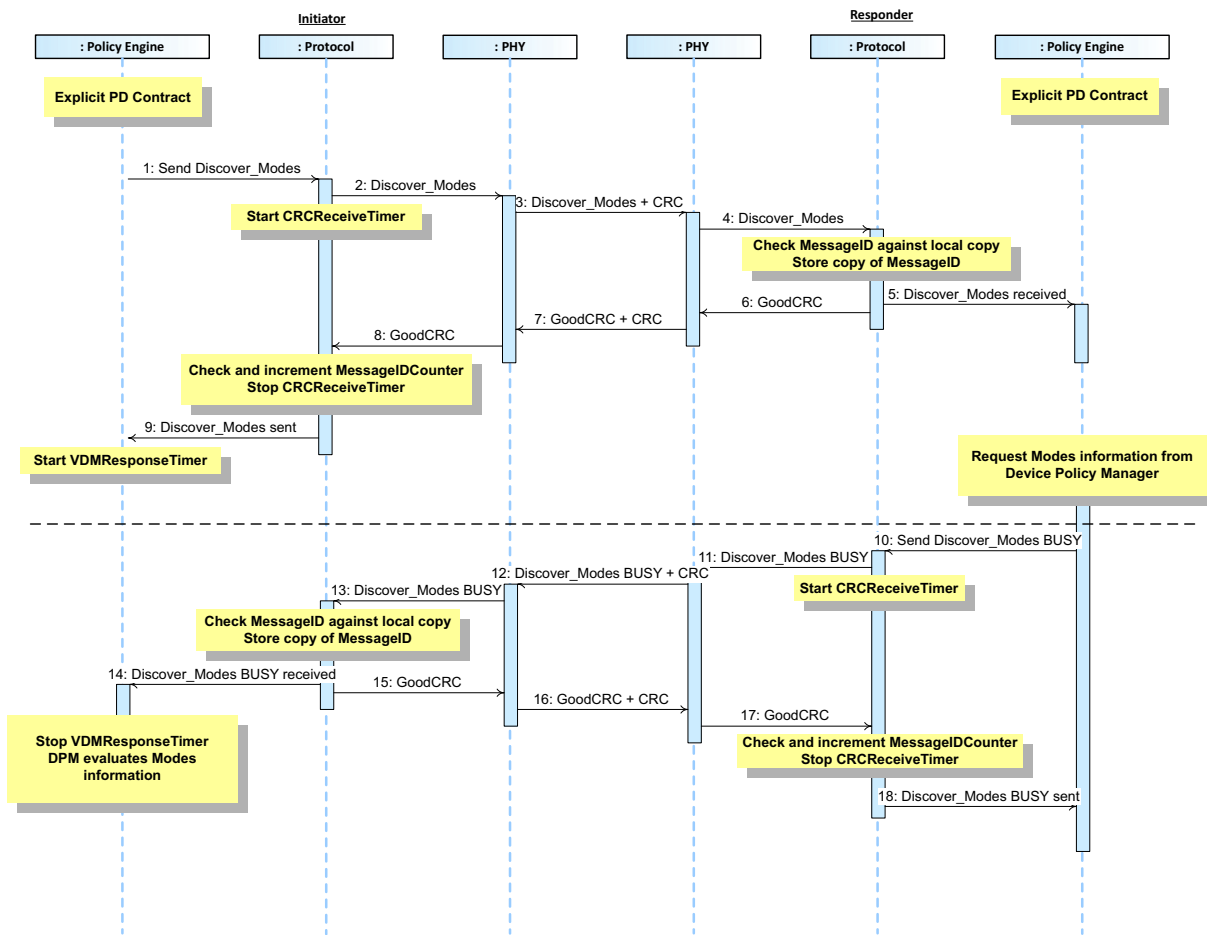 Initiator
Responder
: Policy Engine
: Protocol
: PHY
: PHY
: Protocol
: Policy Engine
Explicit PD Contract
Explicit PD Contract
1: Send Discover_Modes
2: Discover_Modes
3: Discover_Modes + CRC
Start CRCReceiveTimer
4: Discover_Modes
Check MessageID against local copy
Store copy of MessageID
5: Discover_Modes received
6: GoodCRC
7: GoodCRC + CRC
8: GoodCRC
Check and increment MessageIDCounter
Stop CRCReceiveTimer
9: Discover_Modes sent
Start VDMResponseTimer
Request Modes information from
Device Policy Manager
10: Send Discover_Modes BUSY
11: Discover_Modes BUSY
12: Discover_Modes BUSY + CRC
Start CRCReceiveTimer
13: Discover_Modes BUSY
Check MessageID against local copy
Store copy of MessageID
14: Discover_Modes BUSY received
15: GoodCRC
16: GoodCRC + CRC
17: GoodCRC
Stop VDMResponseTimer
DPM evaluates Modes
information
Check and increment MessageIDCounter
Stop CRCReceiveTimer
18: Discover_Modes BUSY sent